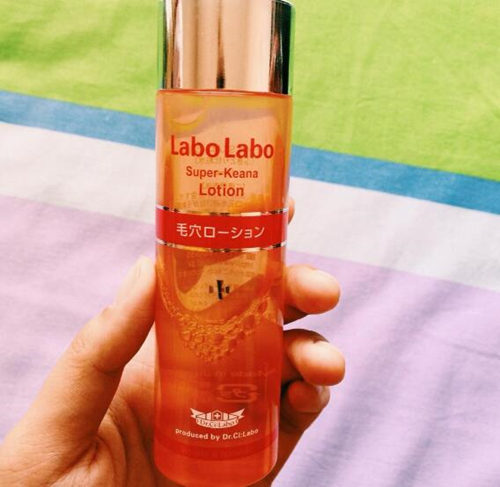 Labo Labo
Super-Keana
Lotion
毛穴ローション
Dr.Ci:Labo
produced by Dr.Ci:Labo